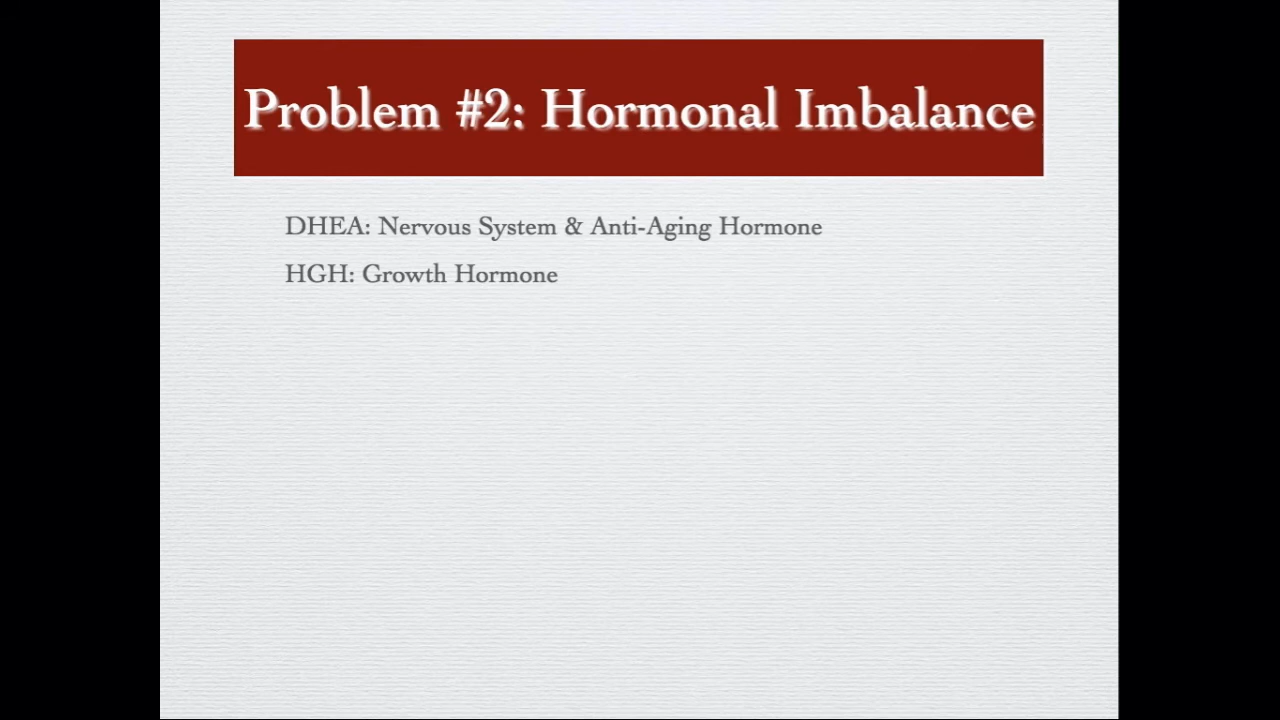 Problem #2: Hormonal Imbalance
DHEA: Nervous System & Anti-Aging Hormone
HGH: Growth Hormone